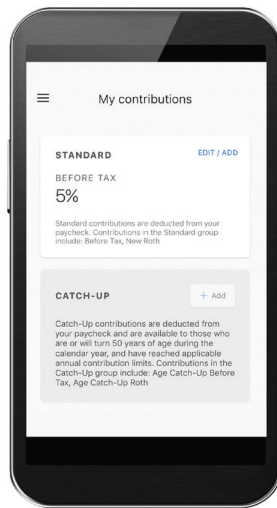 My contributions
STANDARD
EDIT / ADD
BEFORE TAX
5%
Standard contributions are deducted from your
paycheck. Contributions in the Standard group
include: Before Tax, New Roth
CATCH-UP
+ Add
Catch-Up contributions are deducted from
your paycheck and are available to those who
are or will turn 50 years of age during the
calendar year, and have reached applicable
annual contribution limits. Contributions in the
Catch-Up group include: Age Catch-Up Before
Tax, Age Catch-Up Roth